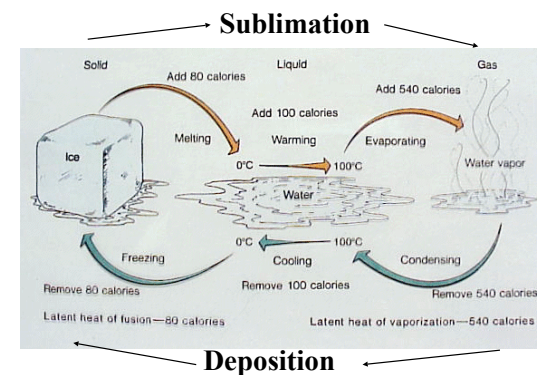 Sublimation
Solid Liquid Gas
Add 80 calories
Add 540 calories
Add 100 calories
Melting Warming Evaporating
Ice
0°C 100°C
Water vapor
Water
0°C 100°C
Freezing Cooling Condensing
Remove 80 calories
Remove 100 calories
Remove 540 calories
Latent heat of fusion—80 calories
Latent heat of vaporization—540 calories
Deposition